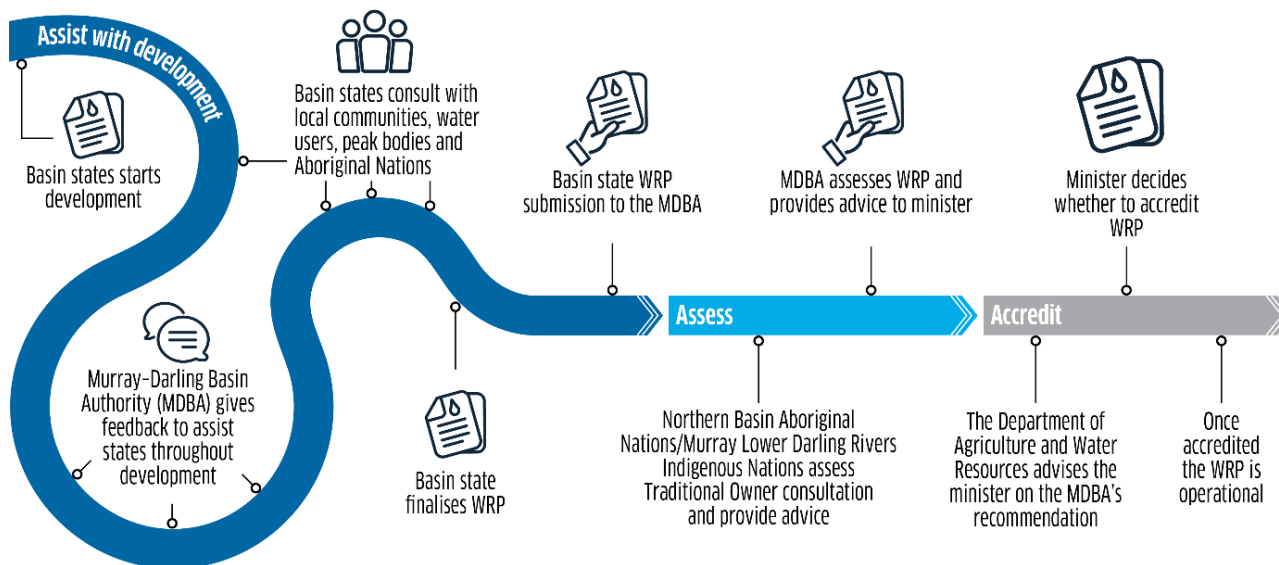 Assist with development
Basin states starts
development
Murray–Darling Basin
Authority (MDBA) gives
feedback to assist
states throughout
development
Basin states consult with
local communities, water
users, peak bodies and
Aboriginal Nations
Basin state
finalises WRP
Basin state WRP
submission to the MDBA
Assess
MDBA assesses WRP and
provides advice to minister
Northern Basin Aboriginal
Nations/Murray Lower Darling Rivers
Indigenous Nations assess
Traditional Owner consultation
and provide advice
Accredit
Minister decides
whether to accredit
WRP
The Department of
Agriculture and Water
Resources advises the
minister on the MDBA's
recommendation
Once
accredited
the WRP is
operational